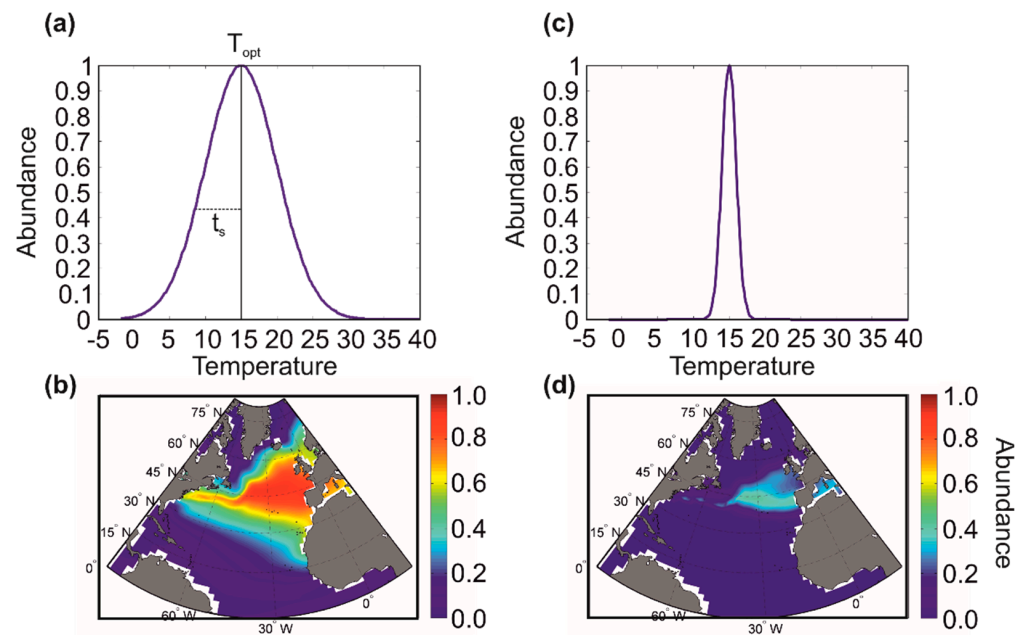 (a)
T_opt
1
0.9
0.8
0.7
0.6
0.5
0.4
0.3
0.2
0.1
0
Abundance
t_s
-5 0 5 10 15 20 25 30 35 40
Temperature
(c)
1
0.9
0.8
0.7
0.6
0.5
0.4
0.3
0.2
0.1
0
Abundance
-5 0 5 10 15 20 25 30 35 40
Temperature
(b)
75° N
60° N
45° N
30° N
15° N
0°
60° W
30° W
0°
1.0
0.8
0.6
0.4
0.2
0.0
(d)
75° N
60° N
45° N
30° N
15° N
0°
60° W
30° W
0°
1.0
0.8
0.6
0.4
0.2
0.0
Abundance